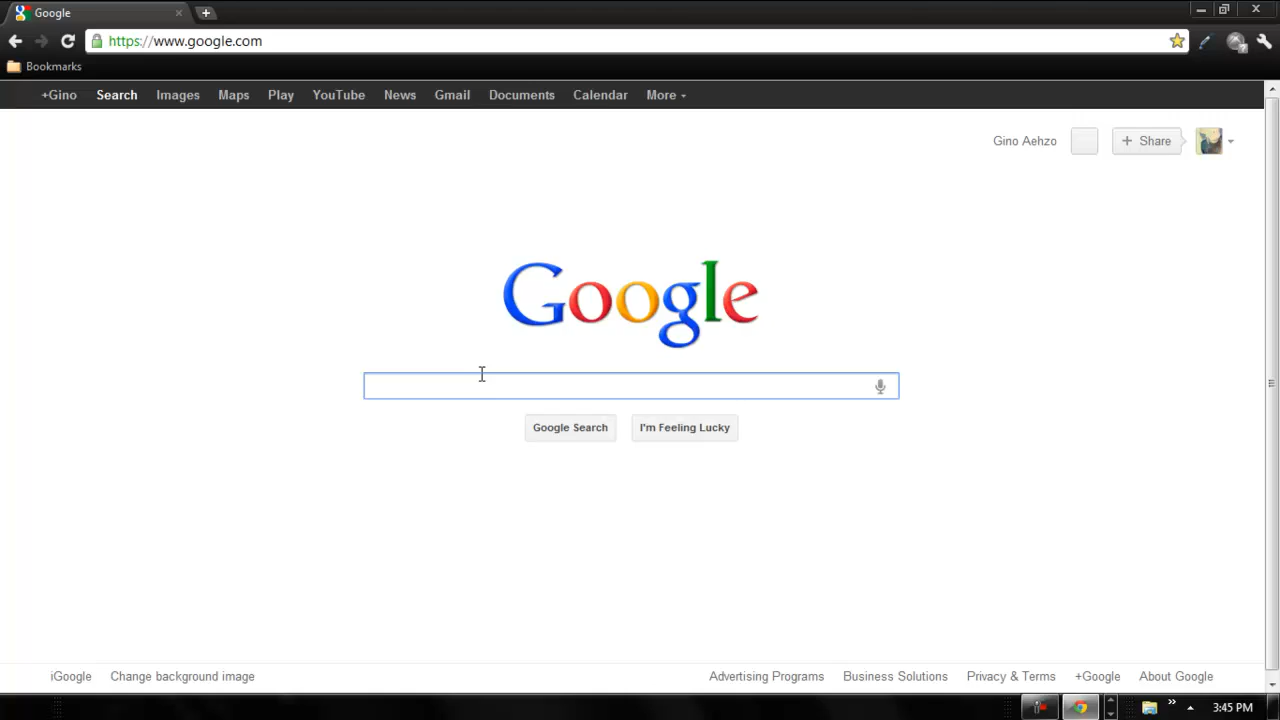 Google
https://www.google.com
Bookmarks
+Gino Search Images Maps Play YouTube News Gmail Documents Calendar More
Gino Aehzo + Share
Google
Google Search I'm Feeling Lucky
iGoogle Change background image Advertising Programs Business Solutions Privacy & Terms +Google About Google
3:45 PM